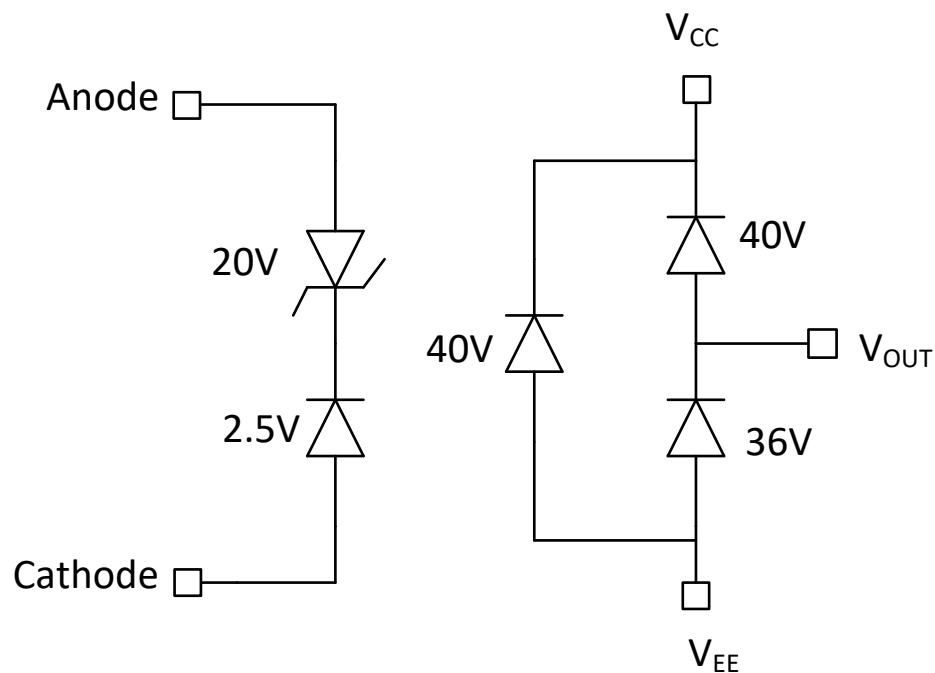 V_CC
Anode
20V
40V
40V
V_OUT
2.5V
36V
Cathode
V_EE